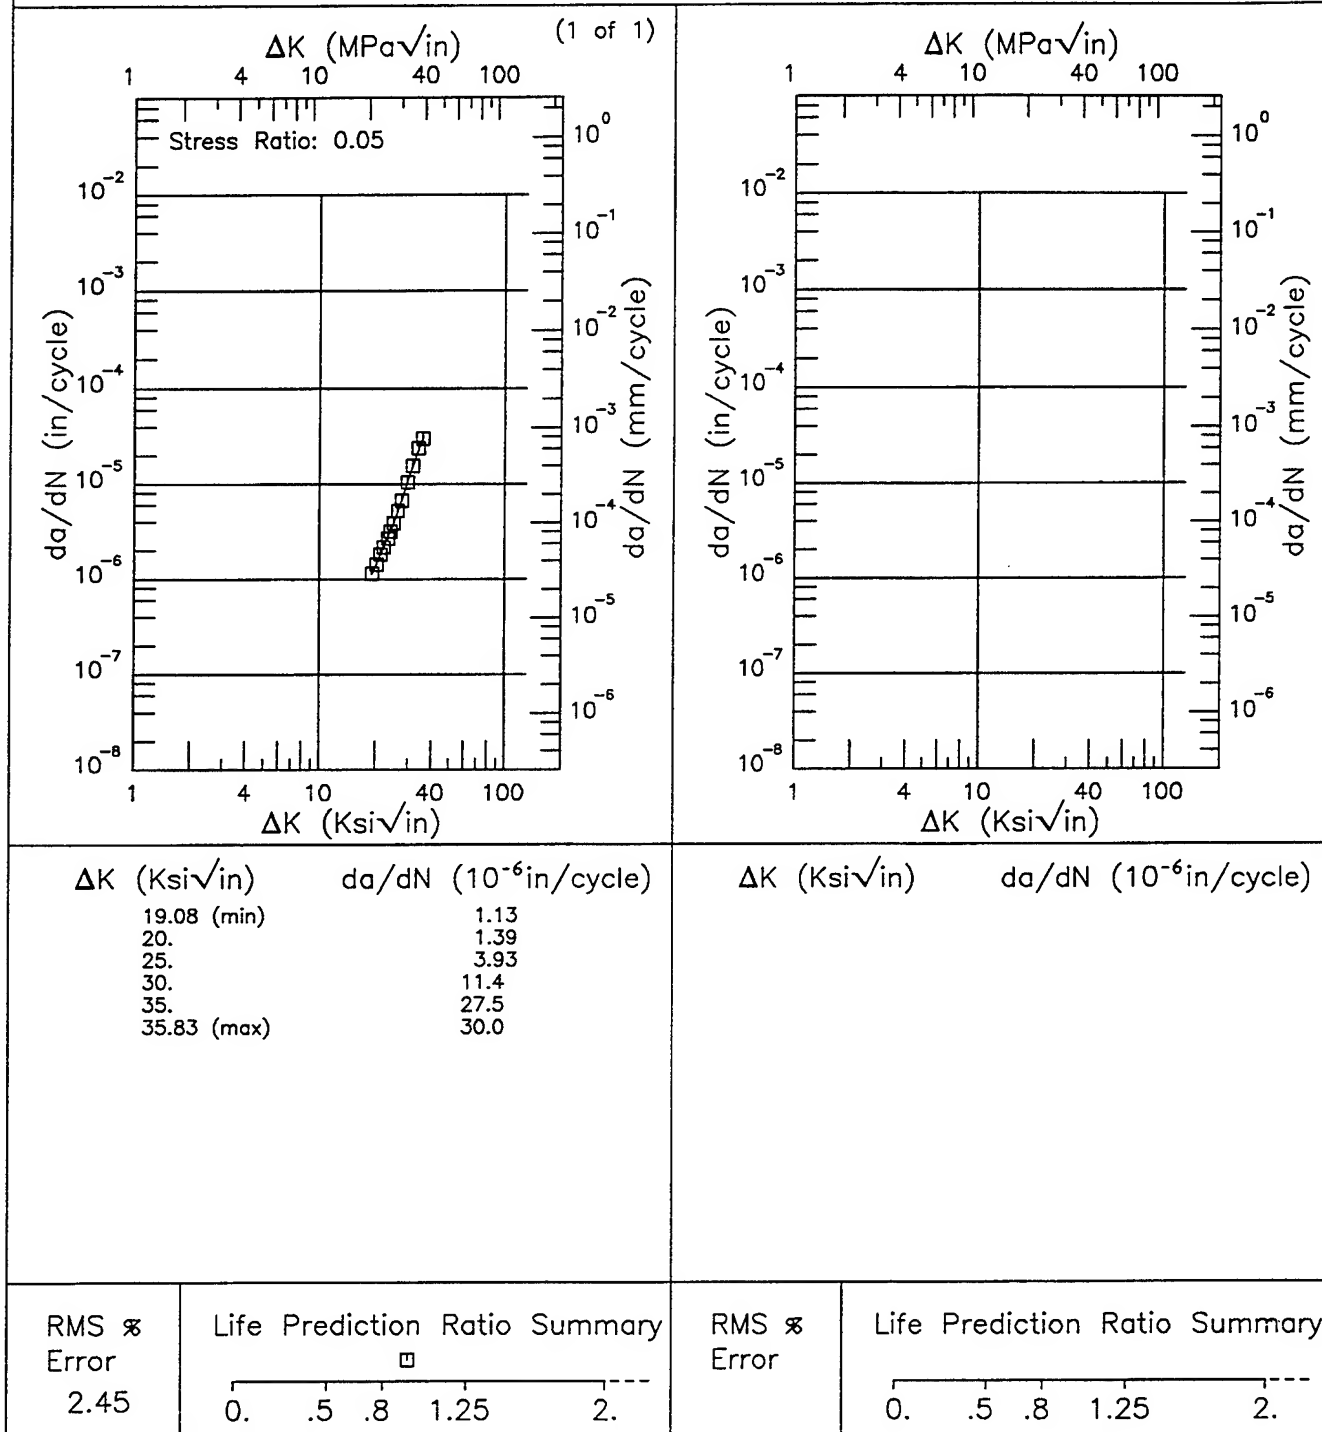 (1 of 1)
ΔK (MPa√in)
1 4 10 40 100
Stress Ratio: 0.05
da/dN (in/cycle)
10⁻²
10⁻³
10⁻⁴
10⁻⁵
10⁻⁶
10⁻⁷
10⁻⁸
10⁰
10⁻¹
10⁻²
10⁻³
10⁻⁴
10⁻⁵
10⁻⁶
da/dN (mm/cycle)
1 4 10 40 100
ΔK (Ksi√in)
ΔK (MPa√in)
1 4 10 40 100
da/dN (in/cycle)
10⁻²
10⁻³
10⁻⁴
10⁻⁵
10⁻⁶
10⁻⁷
10⁻⁸
10⁰
10⁻¹
10⁻²
10⁻³
10⁻⁴
10⁻⁵
10⁻⁶
da/dN (mm/cycle)
1 4 10 40 100
ΔK (Ksi√in)
ΔK (Ksi√in) da/dN (10⁻⁶in/cycle)
19.08 (min) 1.13
20. 1.39
25. 3.93
30. 11.4
35. 27.5
35.83 (max) 30.0
ΔK (Ksi√in) da/dN (10⁻⁶in/cycle)
RMS %
Error
2.45
Life Prediction Ratio Summary
0. .5 .8 1.25 2.
RMS %
Error
Life Prediction Ratio Summary
0. .5 .8 1.25 2.